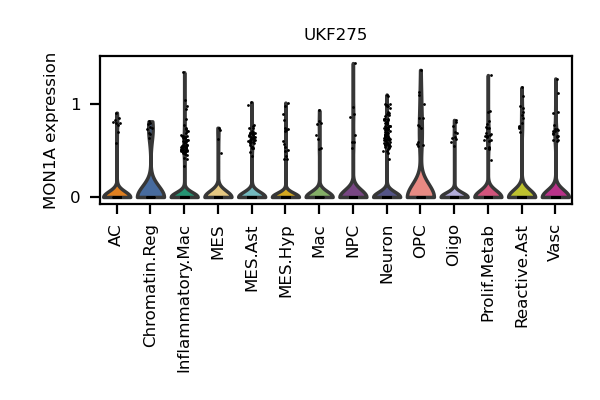 UKF275
MON1A expression
1
0
AC
Chromatin.Reg
Inflammatory.Mac
MES
MES.Ast
MES.Hyp
Mac
NPC
Neuron
OPC
Oligo
Prolif.Metab
Reactive.Ast
Vasc